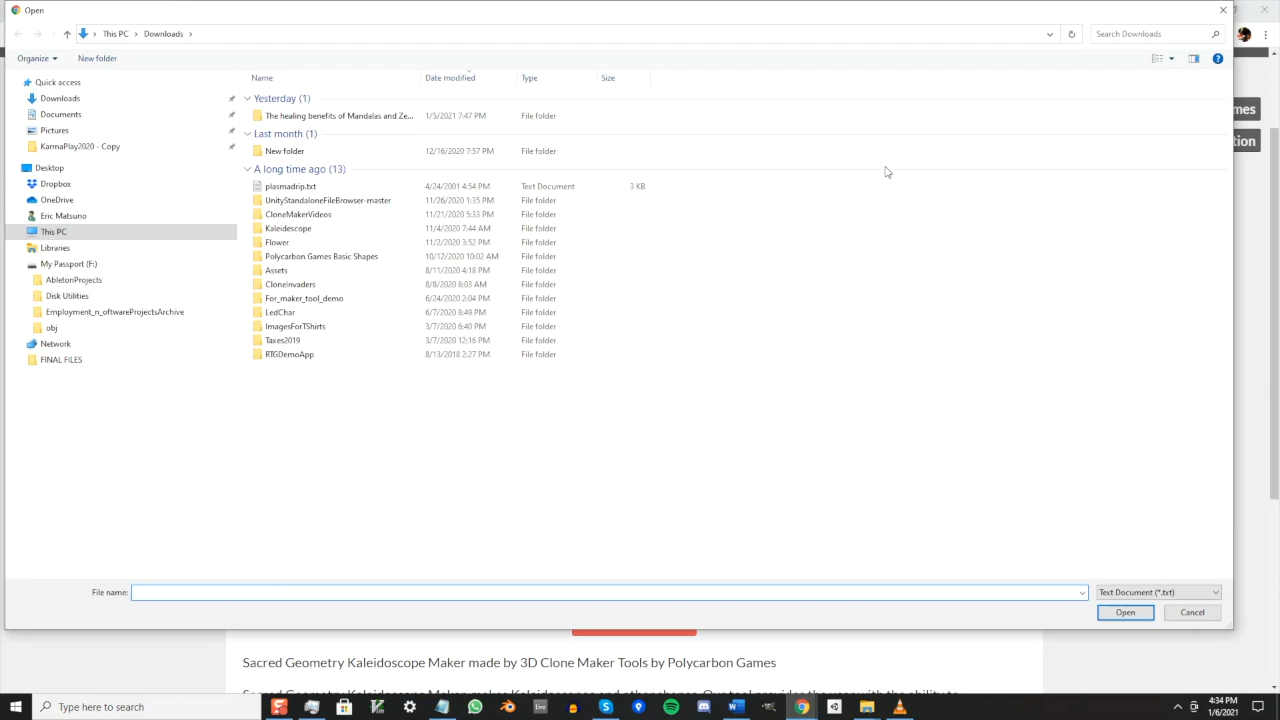 Open
This PC
Downloads
Search Downloads
Organize
New folder
Name
Date modified
Type
Size
Quick access
Downloads
Documents
Pictures
KarmaPlay2020 - Copy
Desktop
Dropbox
OneDrive
Eric Matsuno
This PC
Libraries
My Passport (F:)
AbletonProjects
Disk Utilities
Employment_n_oftwareProjectsArchive
obj
Network
FINAL FILES
Yesterday (1)
The healing benefits of Mandalas and Ze... 1/5/2021 7:47 PM File folder
Last month (1)
New folder 12/16/2020 7:57 PM File folder
A long time ago (13)
plasmadrip.txt 4/24/2001 4:54 PM Text Document 3 KB
UnityStandaloneFileBrowser-master 11/26/2020 1:35 PM File folder
CloneMakerVideos 11/21/2020 5:33 PM File folder
Kaleidescope 11/4/2020 7:44 AM File folder
Flower 11/2/2020 3:52 PM File folder
Polycarbon Games Basic Shapes 10/12/2020 10:02 AM File folder
Assets 8/11/2020 4:18 PM File folder
CloneInvaders 8/8/2020 8:03 AM File folder
For_maker_tool_demo 6/24/2020 2:04 PM File folder
LedChar 6/7/2020 8:49 PM File folder
ImagesForTShirts 3/7/2020 6:40 PM File folder
Taxes2019 3/7/2020 12:16 PM File folder
RTGDemoApp 8/13/2018 2:27 PM File folder
mes
tion
File name:
Text Document (*.txt)
Open
Cancel
Sacred Geometry Kaleidoscope Maker made by 3D Clone Maker Tools by Polycarbon Games
Type here to search
Live
4:34 PM
1/6/2021